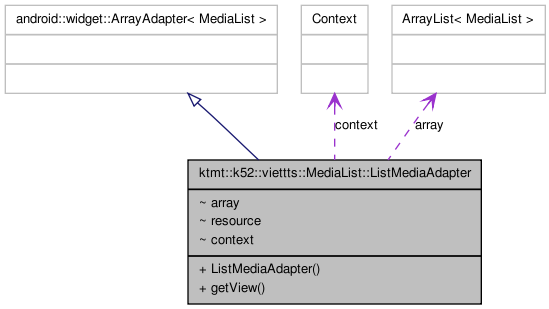 android::widget::ArrayAdapter< MediaList >
Context
ArrayList< MediaList >
context
array
ktmt::k52::viettts::MediaList::ListMediaAdapter
~ array
~ resource
~ context
+ ListMediaAdapter()
+ getView()